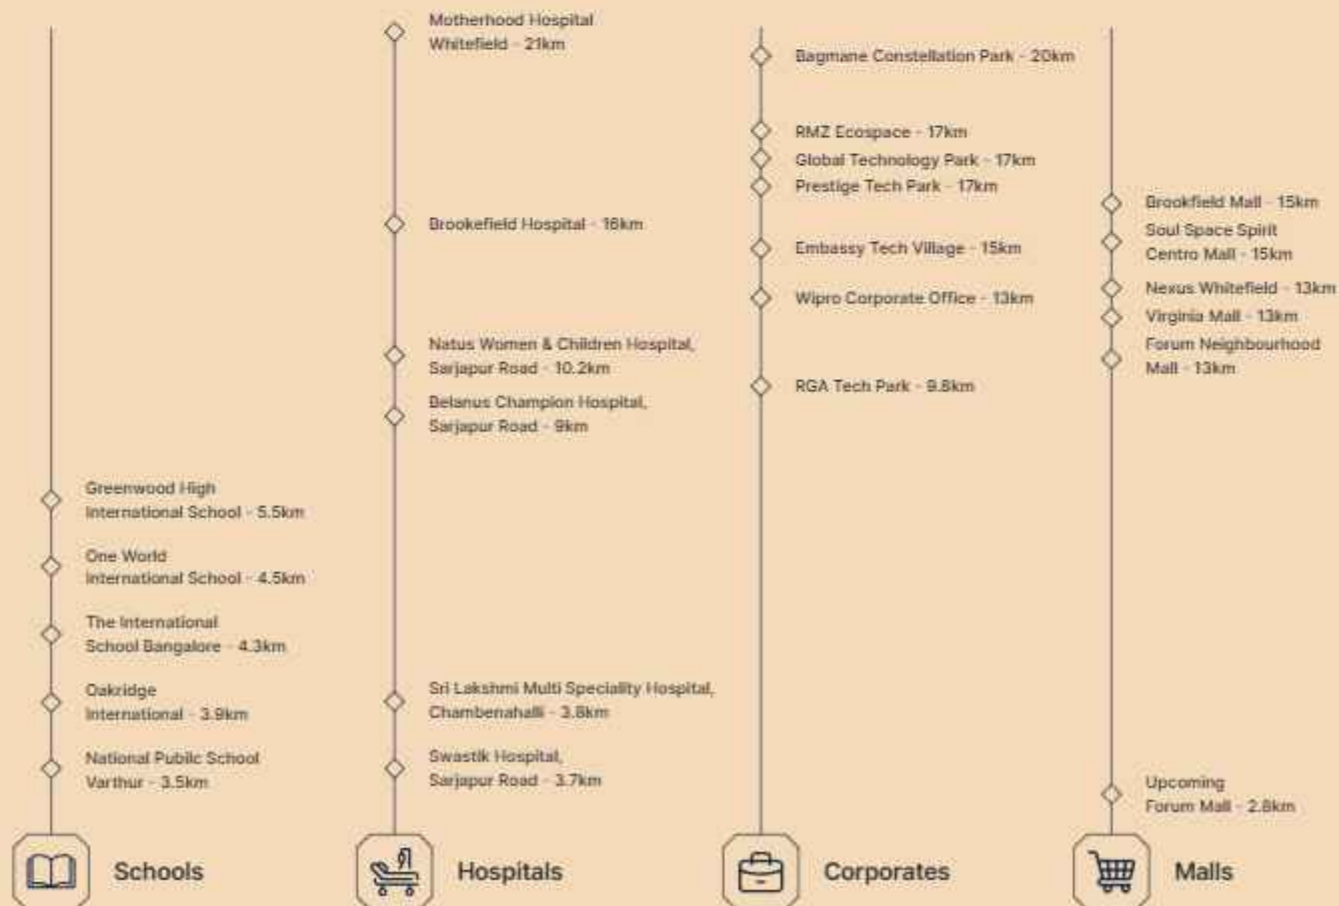 Greenwood High
International School - 5.5km
One World
International School - 4.5km
The International
School Bangalore - 4.3km
Oakridge
International - 3.9km
National Public School
Varthur - 3.5km
Schools
Motherhood Hospital
Whitefield - 21km
Brookefield Hospital - 16km
Natus Women & Children Hospital,
Sarjapur Road - 10.2km
Belanus Champion Hospital,
Sarjapur Road - 9km
Sri Lakshmi Multi Speciality Hospital,
Chambenahalli - 3.8km
Swastik Hospital,
Sarjapur Road - 3.7km
Hospitals
Bagmane Constellation Park - 20km
RMZ Ecospace - 17km
Global Technology Park - 17km
Prestige Tech Park - 17km
Embassy Tech Village - 15km
Wipro Corporate Office - 13km
RGA Tech Park - 9.8km
Corporates
Brookfield Mall - 15km
Soul Space Spirit
Centro Mall - 15km
Nexus Whitefield - 13km
Virginia Mall - 13km
Forum Neighbourhood
Mall - 13km
Upcoming
Forum Mall - 2.8km
Malls